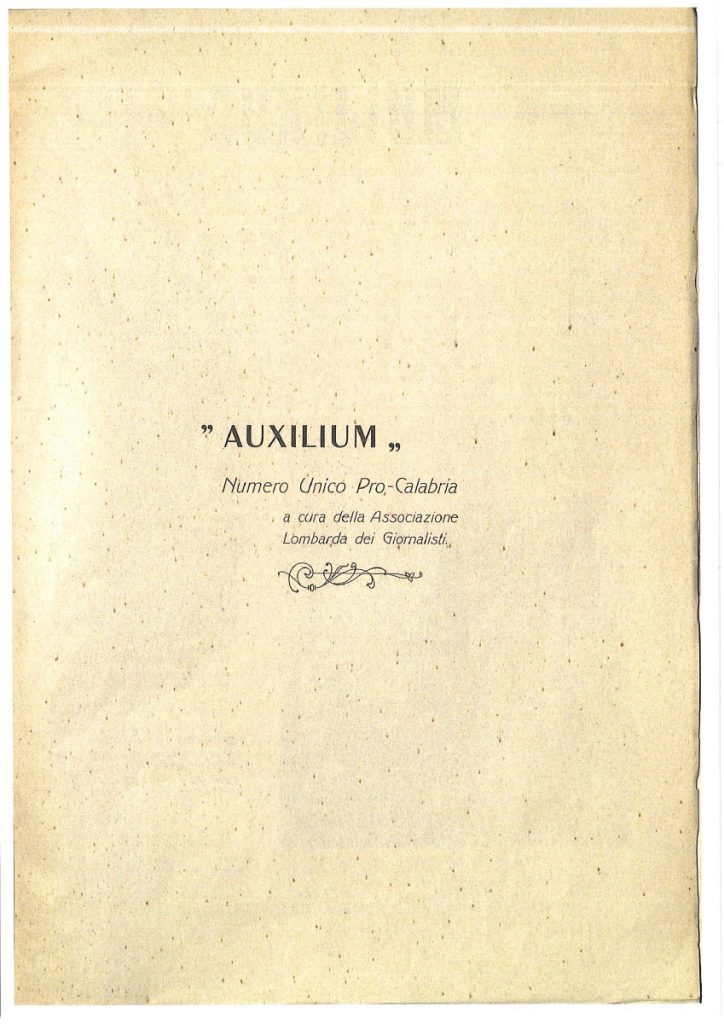 ” AUXILIUM „
Numero Unico Pro-Calabria
a cura della Associazione
Lombarda dei Giornalisti.